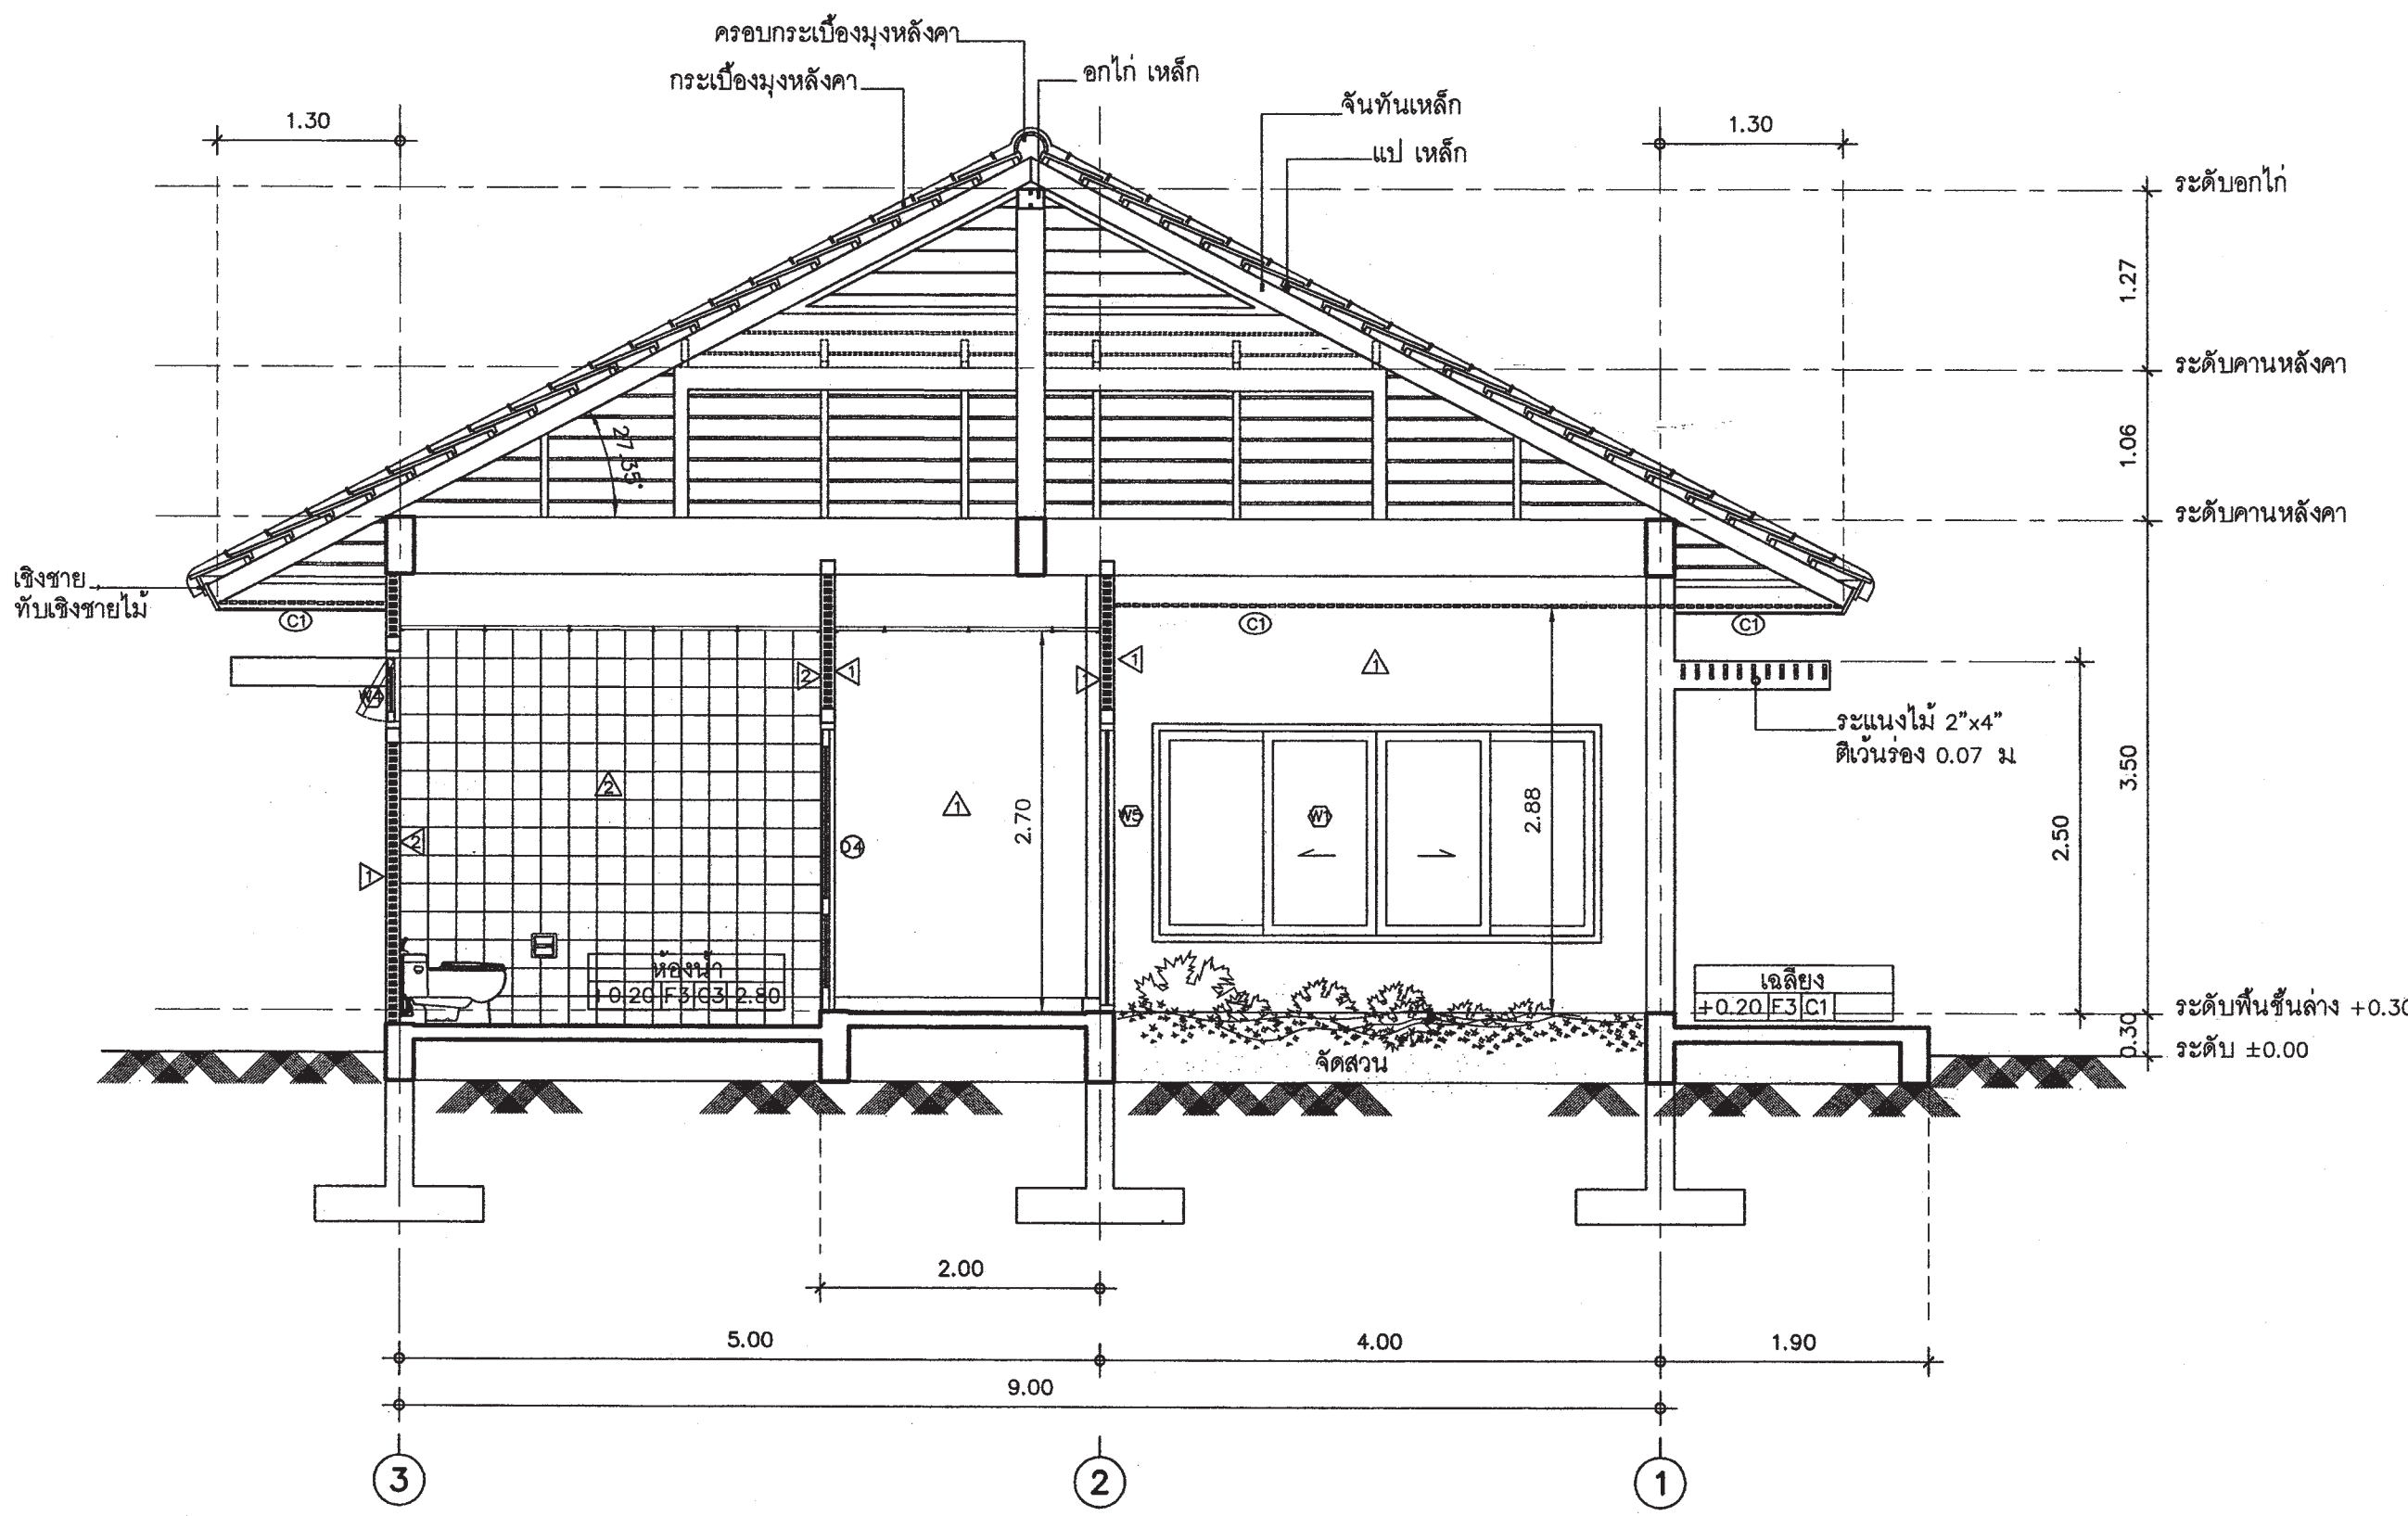 ครอบกระเบื้องมุงหลังคา
กระเบื้องมุงหลังคา
อกไก่ เหล็ก
จันทันเหล็ก
แป เหล็ก
1.30
1.30
ระดับอกไก่
1.27
ระดับคานหลังคา
1.06
27.35°
ระดับคานหลังคา
เชิงชาย
ทับเชิงชายไม้
C1
C1
C1
2
1
1
1
W4
ระแนงไม้ 2"x4"
ตีเว้นร่อง 0.07 ม.
3.50
2.50
2
1
2.70
W5
W1
2.88
2
1
D4
ห้องน้ำ
0.20 F3 C3 2.80
เฉลียง
+0.20 F3 C1
ระดับพื้นชั้นล่าง +0.30
0.30
ระดับ ±0.00
จัดสวน
2.00
5.00
4.00
1.90
9.00
3
2
1